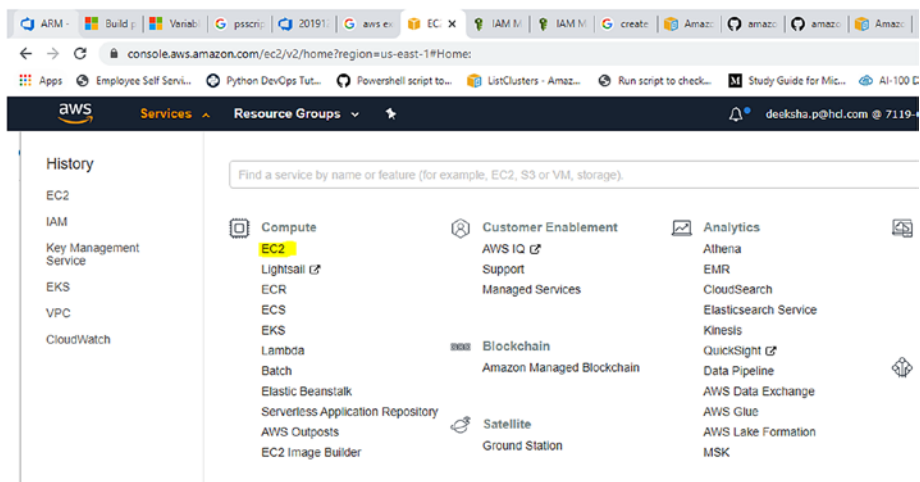 ARM -
Build p
Variabl
psscrip
20191
aws ex
EC
IAM M
IAM M
create
Amaz
amazo
amazo
Amaz
console.aws.amazon.com/ec2/v2/home?region=us-east-1#Home:
Apps
Employee Self Servi...
Python DevOps Tut...
Powershell script to...
ListClusters - Amaz...
Run script to check...
Study Guide for Mic...
AI-100 D
aws
Services
Resource Groups
deeksha.p@hcl.com @ 7119-
History
EC2
IAM
Key Management
Service
EKS
VPC
CloudWatch
Find a service by name or feature (for example, EC2, S3 or VM, storage).
Compute
EC2
Lightsail
ECR
ECS
EKS
Lambda
Batch
Elastic Beanstalk
Serverless Application Repository
AWS Outposts
EC2 Image Builder
Customer Enablement
AWS IQ
Support
Managed Services
Blockchain
Amazon Managed Blockchain
Satellite
Ground Station
Analytics
Athena
EMR
CloudSearch
Elasticsearch Service
Kinesis
QuickSight
Data Pipeline
AWS Data Exchange
AWS Glue
AWS Lake Formation
MSK